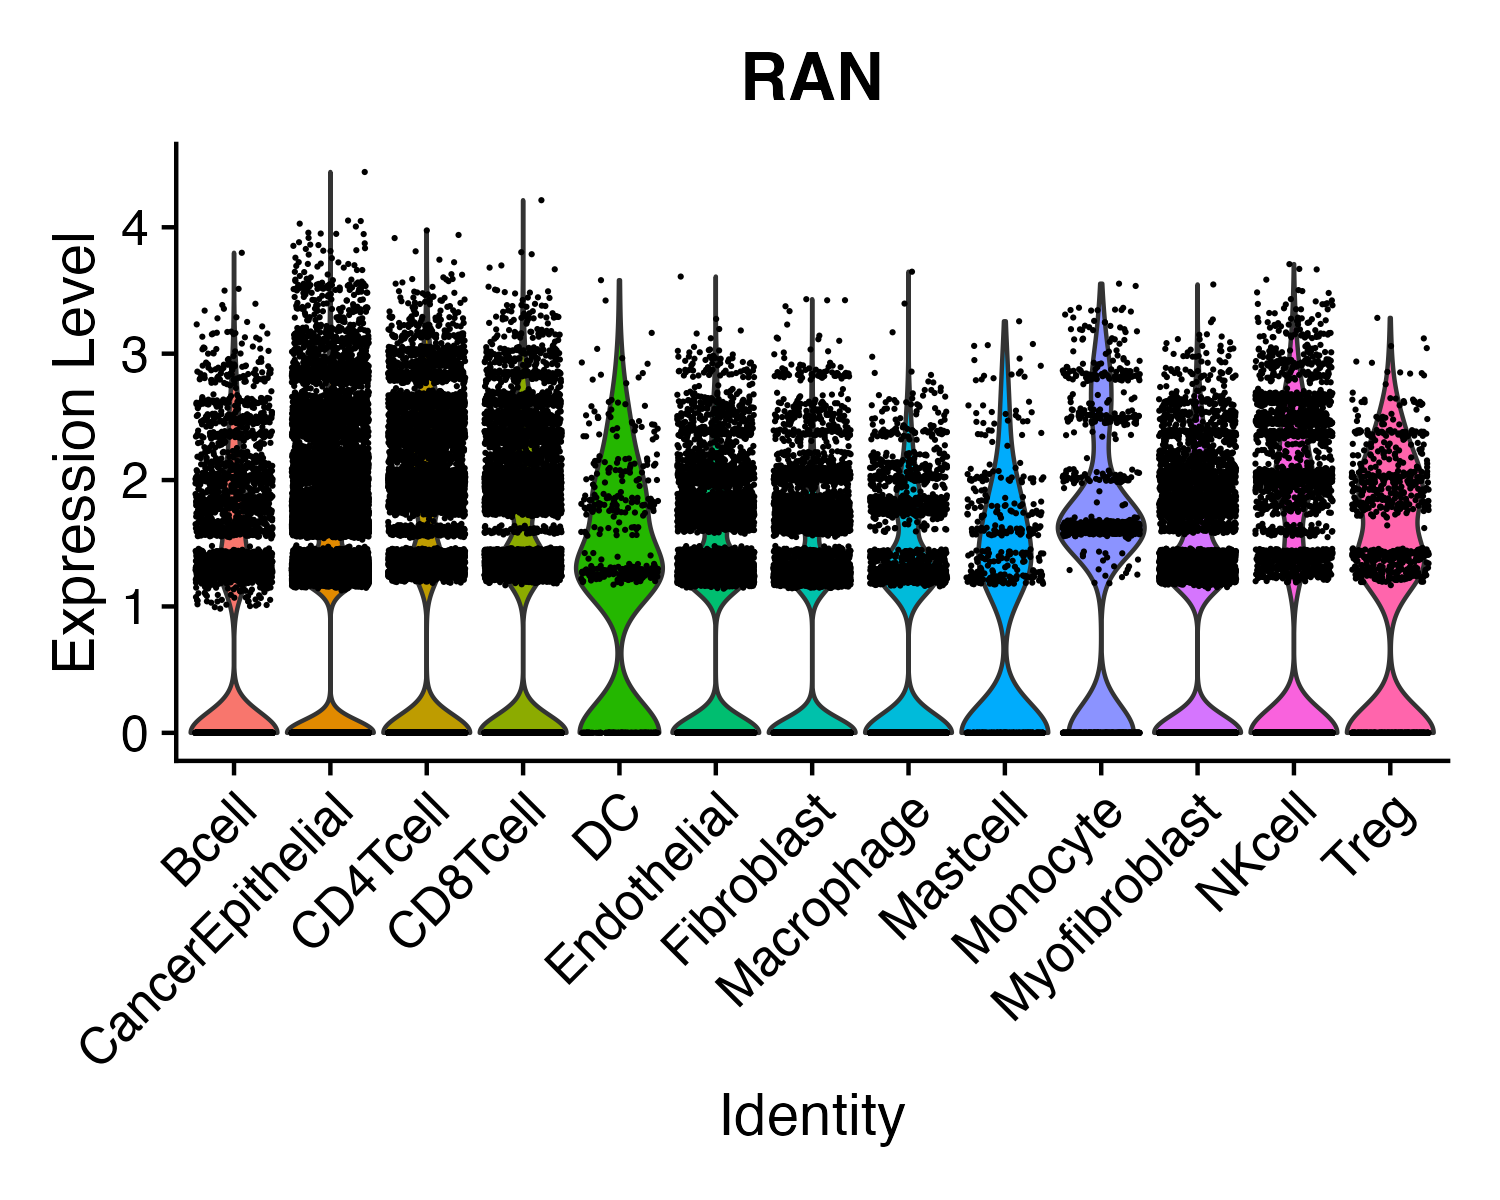 RAN
Expression Level
4
3
2
1
0
Bcell
CancerEpithelial
CD4Tcell
CD8Tcell
DC
Endothelial
Fibroblast
Macrophage
Mastcell
Monocyte
Myofibroblast
NKcell
Treg
Identity